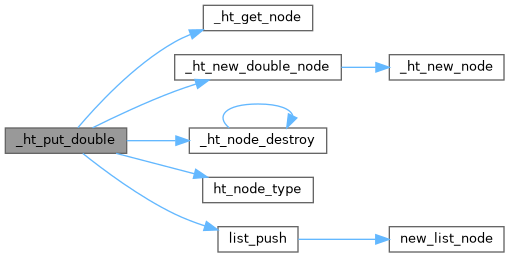 _ht_get_node
_ht_new_double_node
_ht_new_node
_ht_put_double
_ht_node_destroy
ht_node_type
list_push
new_list_node